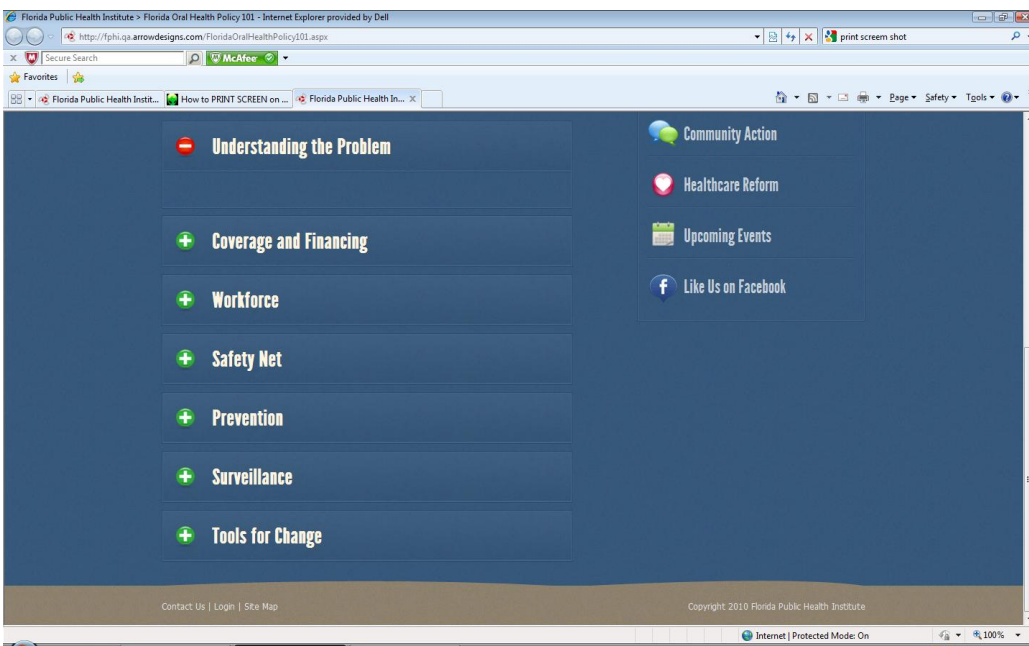 Florida Public Health Institute > Florida Oral Health Policy 101 - Internet Explorer provided by Dell
http://fphi.qa.arrowdesigns.com/FloridaOralHealthPolicy101.aspx
print screen shot
x Secure Search McAfee
Favorites
Florida Public Health Instit... How to PRINT SCREEN on ... Florida Public Health In... X
Page Safety Tools
Understanding the Problem
Coverage and Financing
Workforce
Safety Net
Prevention
Surveillance
Tools for Change
Community Action
Healthcare Reform
Upcoming Events
Like Us on Facebook
Contact Us | Login | Site Map
Copyright 2010 Florida Public Health Institute
Internet | Protected Mode: On
100%